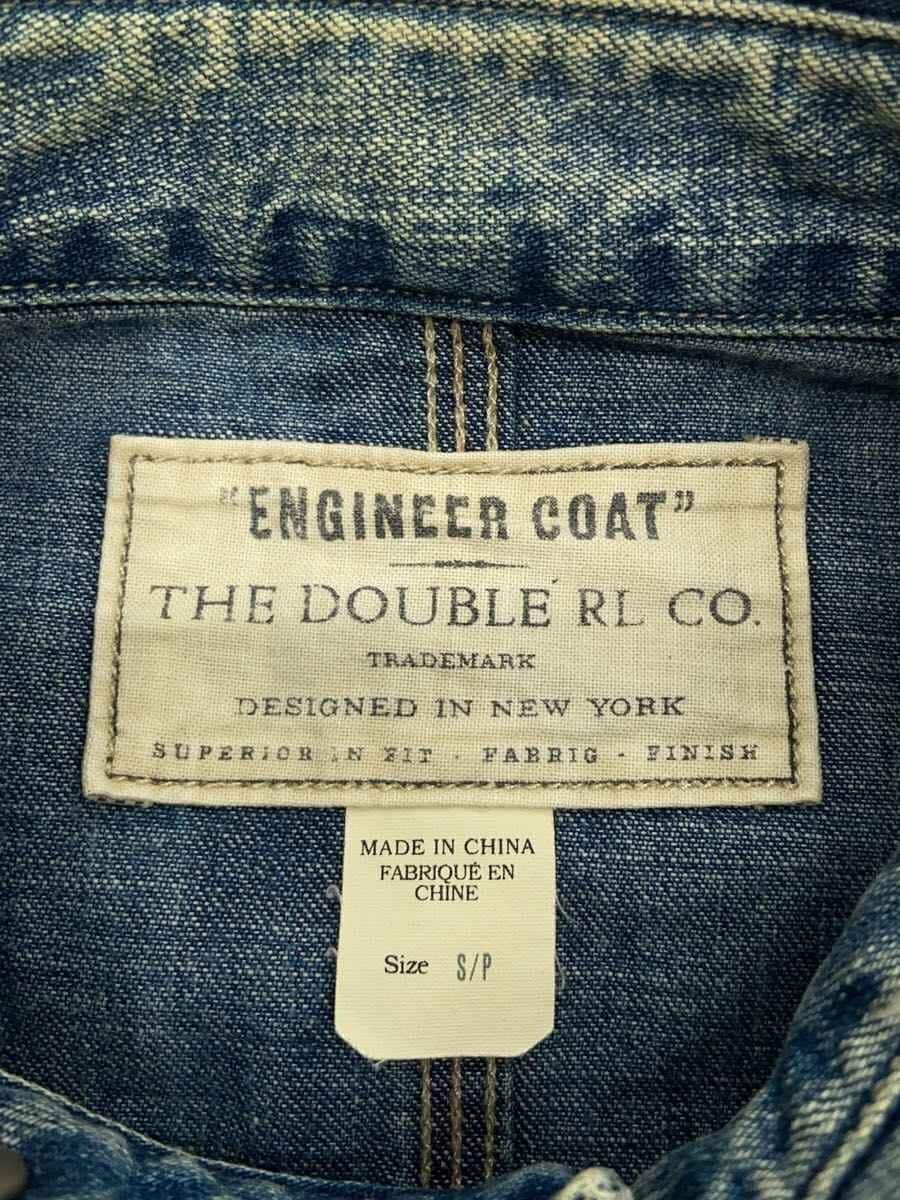 "ENGINEER COAT"
THE DOUBLE RL CO.
TRADEMARK
DESIGNED IN NEW YORK
SUPERIOR IN FIT · FABRIC · FINISH
MADE IN CHINA
FABRIQUÉ EN
CHINE
Size S/P